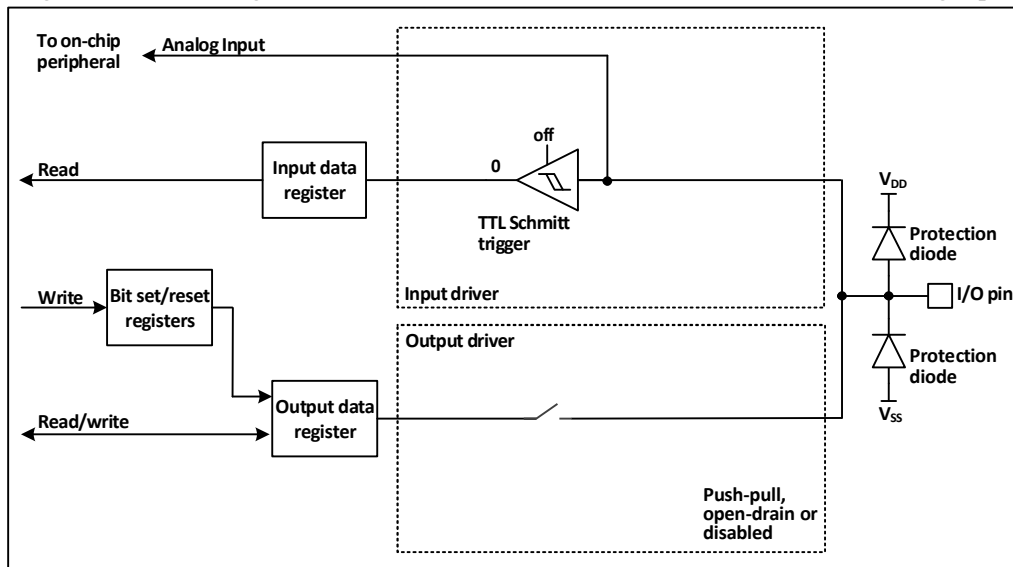 To on-chip
peripheral
Analog Input
off
Read
Input data
register
0
TTL Schmitt
trigger
VDD
Protection
diode
Input driver
I/O pin
Write
Bit set/reset
registers
Output driver
Protection
diode
Read/write
Output data
register
VSS
Push-pull,
open-drain or
disabled